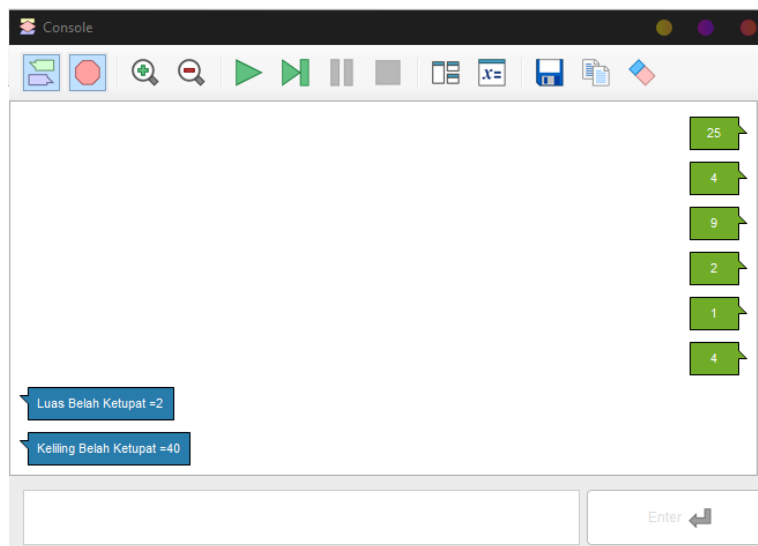 Console
x=
25
4
9
2
1
4
Luas Belah Ketupat =2
Keliling Belah Ketupat =40
Enter